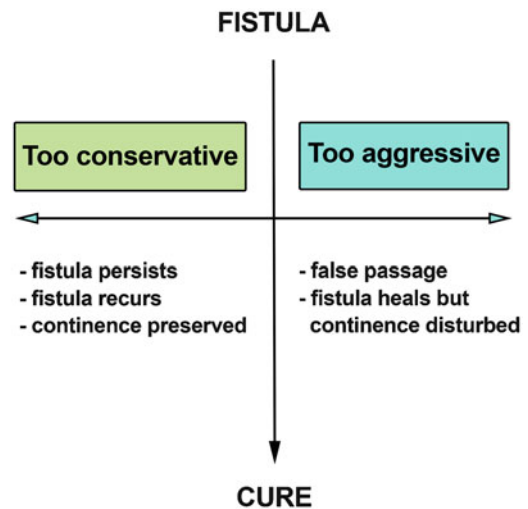 FISTULA
Too conservative
Too aggressive
- fistula persists
- fistula recurs
- continence preserved
- false passage
- fistula heals but
continence disturbed
CURE